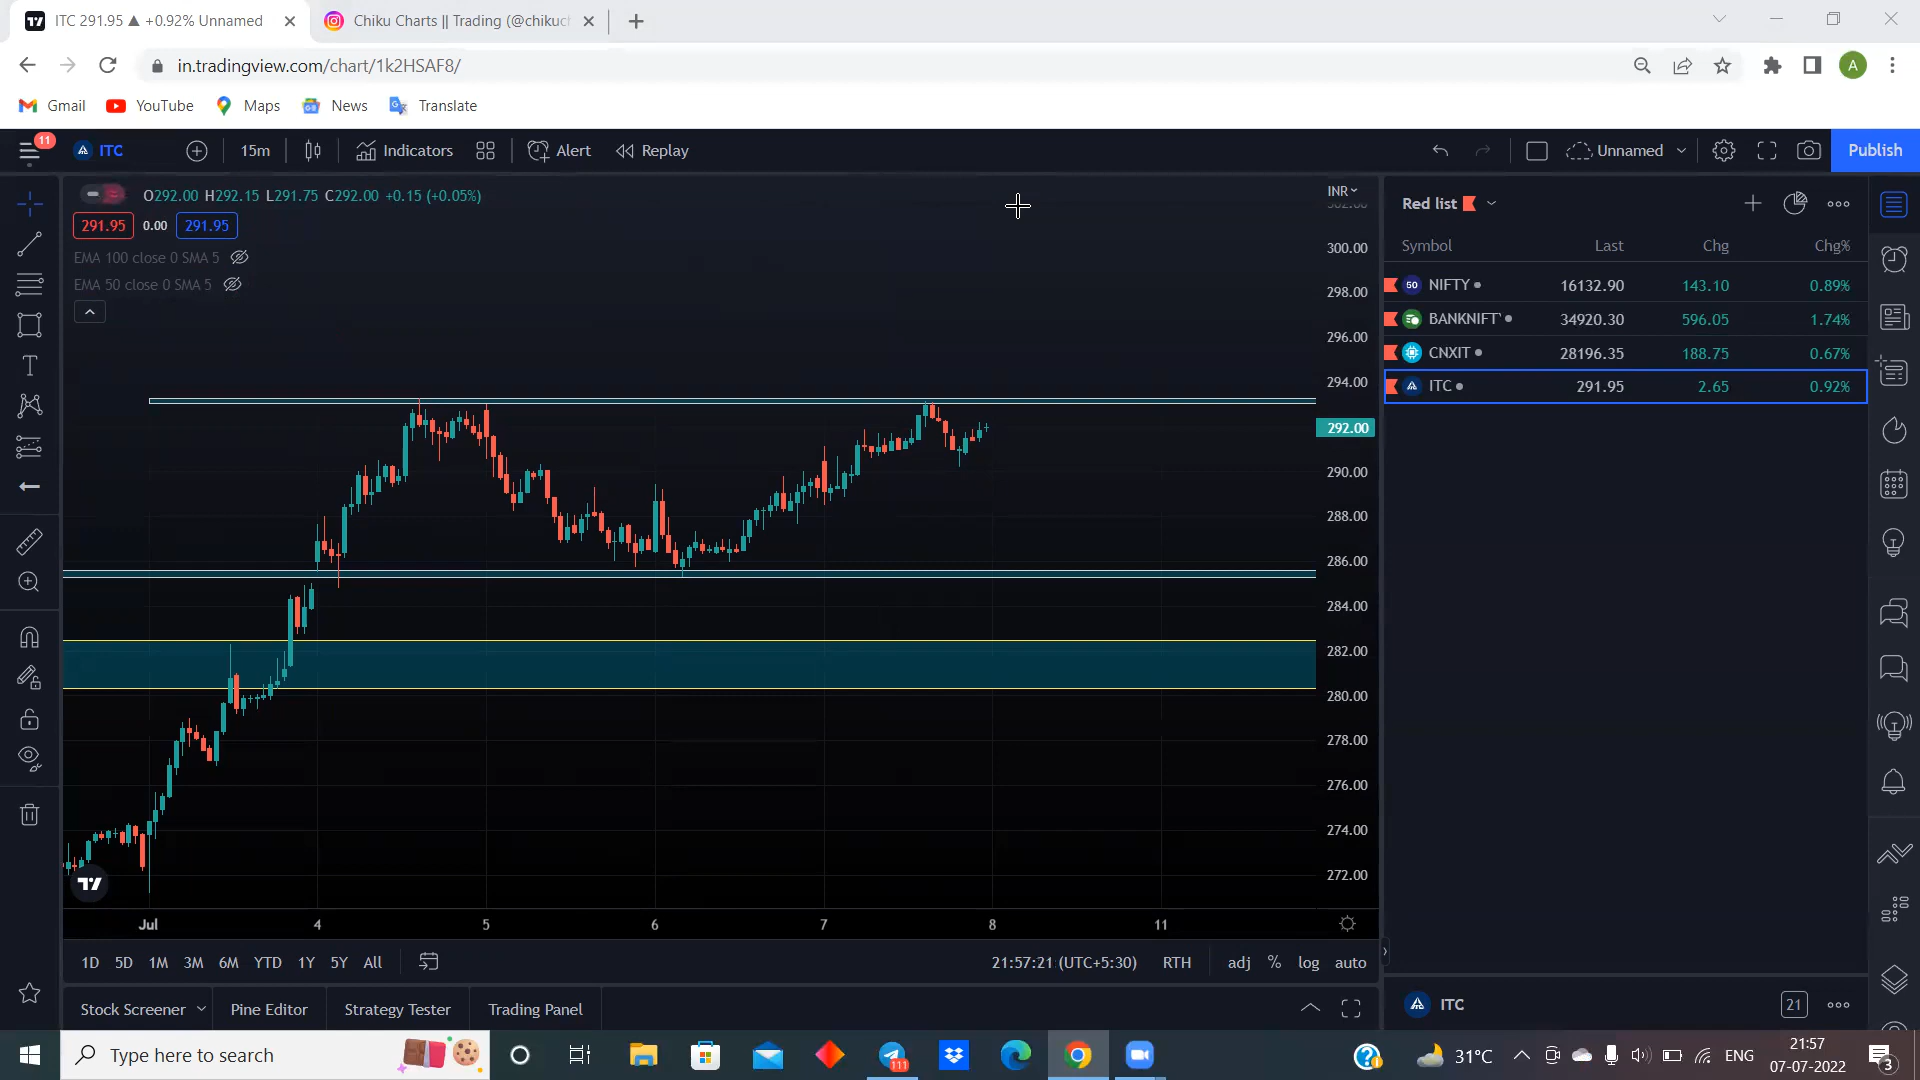 ITC 291.95 ▲ +0.92% Unnamed
Chiku Charts || Trading (@chikuc
in.tradingview.com/chart/1k2HSAF8/
A
Gmail YouTube Maps News Translate
11
ITC 15m Indicators Alert Replay Unnamed Publish
O292.00 H292.15 L291.75 C292.00 +0.15 (+0.05%)
291.95 0.00 291.95
EMA 100 close 0 SMA 5
EMA 50 close 0 SMA 5
INR
302.00
300.00
298.00
296.00
294.00
292.00
290.00
288.00
286.00
284.00
282.00
280.00
278.00
276.00
274.00
272.00
Jul 4 5 6 7 8 11
1D 5D 1M 3M 6M YTD 1Y 5Y All
21:57:21 (UTC+5:30) RTH adj % log auto
Stock Screener Pine Editor Strategy Tester Trading Panel
Red list
Symbol Last Chg Chg%
50 NIFTY 16132.90 143.10 0.89%
BANKNIFT 34920.30 596.05 1.74%
CNXIT 28196.35 188.75 0.67%
ITC 291.95 2.65 0.92%
ITC 21
Type here to search
111
31°C ENG
21:57
07-07-2022
3